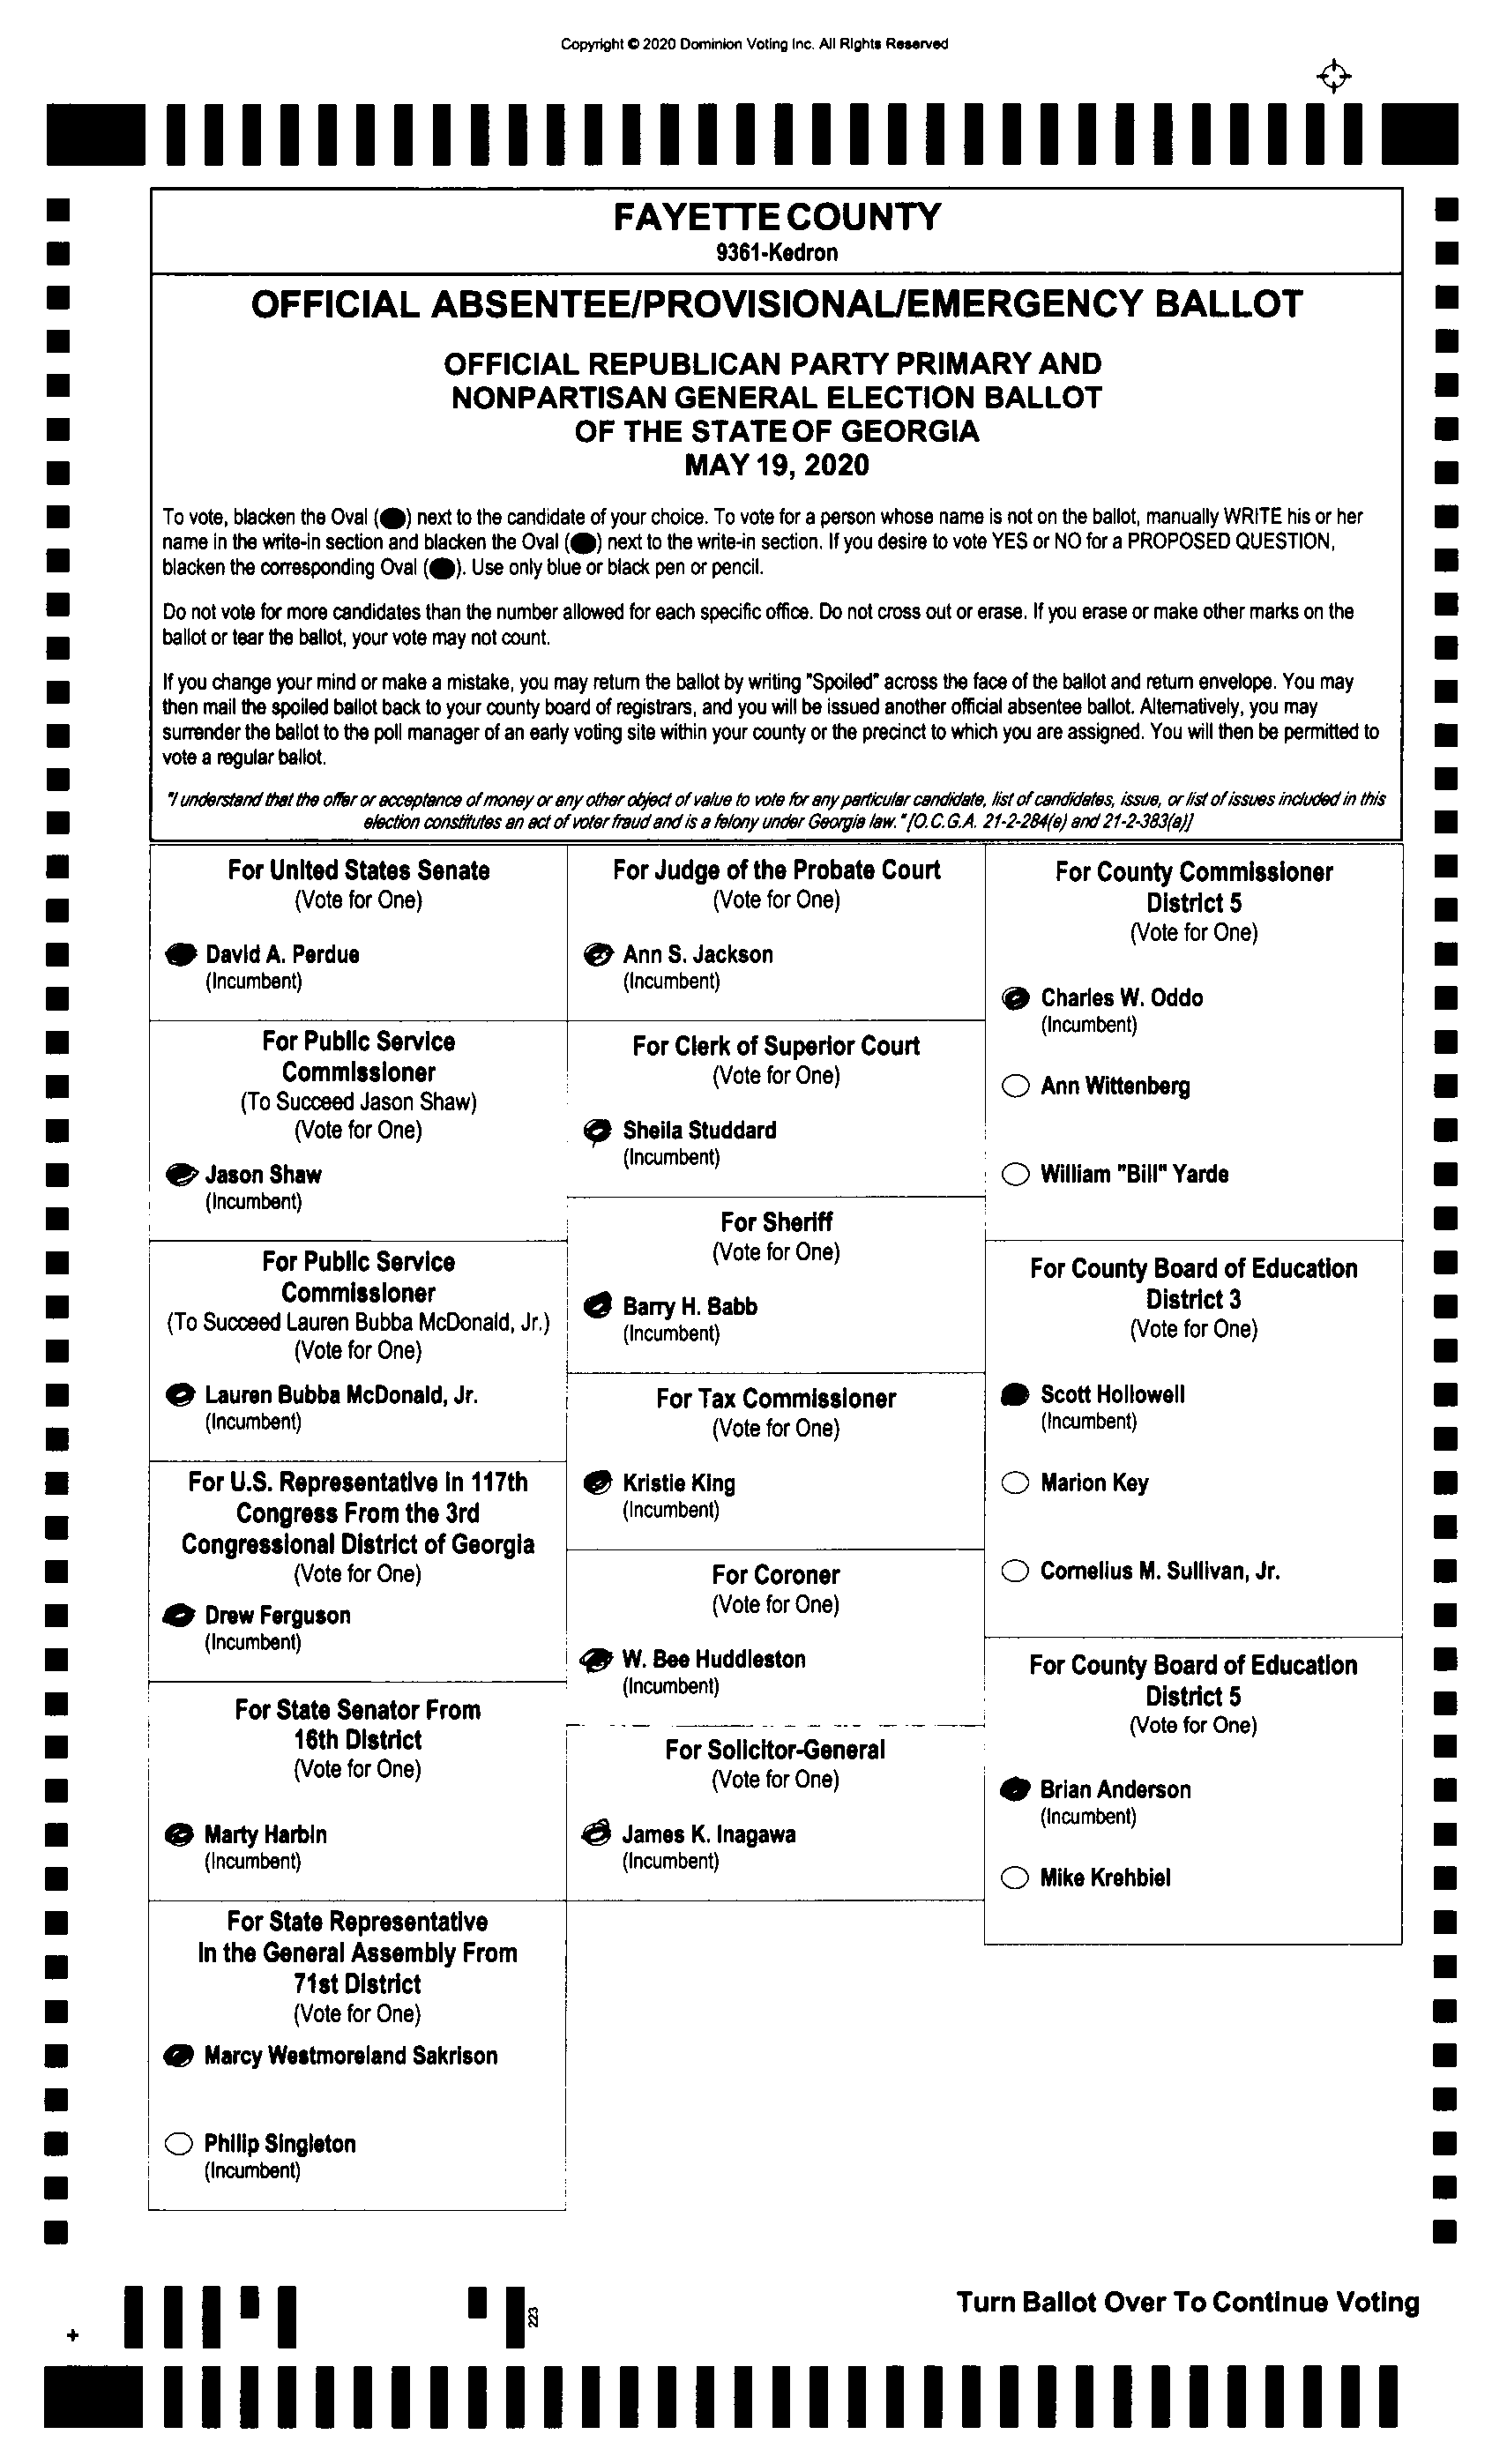 Copyright © 2020 Dominion Voting Inc. All Rights Reserved
FAYETTE COUNTY
9361-Kedron
OFFICIAL ABSENTEE/PROVISIONAL/EMERGENCY BALLOT
OFFICIAL REPUBLICAN PARTY PRIMARY AND
NONPARTISAN GENERAL ELECTION BALLOT
OF THE STATE OF GEORGIA
MAY 19, 2020
To vote, blacken the Oval ( ) next to the candidate of your choice. To vote for a person whose name is not on the ballot, manually WRITE his or her
name in the write-in section and blacken the Oval ( ) next to the write-in section. If you desire to vote YES or NO for a PROPOSED QUESTION,
blacken the corresponding Oval ( ). Use only blue or black pen or pencil.
Do not vote for more candidates than the number allowed for each specific office. Do not cross out or erase. If you erase or make other marks on the
ballot or tear the ballot, your vote may not count.
If you change your mind or make a mistake, you may return the ballot by writing "Spoiled" across the face of the ballot and return envelope. You may
then mail the spoiled ballot back to your county board of registrars, and you will be issued another official absentee ballot. Alternatively, you may
surrender the ballot to the poll manager of an early voting site within your county or the precinct to which you are assigned. You will then be permitted to
vote a regular ballot.
"I understand that the offer or acceptance of money or any other object of value to vote for any particular candidate, list of candidates, issue, or list of issues included in this
election constitutes an act of voter fraud and is a felony under Georgia law." [O.C.G.A. 21-2-284(e) and 21-2-383(a)]
For United States Senate
(Vote for One)
David A. Perdue
(Incumbent)
For Public Service
Commissioner
(To Succeed Jason Shaw)
(Vote for One)
Jason Shaw
(Incumbent)
For Public Service
Commissioner
(To Succeed Lauren Bubba McDonald, Jr.)
(Vote for One)
Lauren Bubba McDonald, Jr.
(Incumbent)
For U.S. Representative in 117th
Congress From the 3rd
Congressional District of Georgia
(Vote for One)
Drew Ferguson
(Incumbent)
For State Senator From
16th District
(Vote for One)
Marty Harbin
(Incumbent)
For State Representative
In the General Assembly From
71st District
(Vote for One)
Marcy Westmoreland Sakrison
Philip Singleton
(Incumbent)
For Judge of the Probate Court
(Vote for One)
Ann S. Jackson
(Incumbent)
For Clerk of Superior Court
(Vote for One)
Sheila Studdard
(Incumbent)
For Sheriff
(Vote for One)
Barry H. Babb
(Incumbent)
For Tax Commissioner
(Vote for One)
Kristie King
(Incumbent)
For Coroner
(Vote for One)
W. Bee Huddleston
(Incumbent)
For Solicitor-General
(Vote for One)
James K. Inagawa
(Incumbent)
For County Commissioner
District 5
(Vote for One)
Charles W. Oddo
(Incumbent)
Ann Wittenberg
William "Bill" Yarde
For County Board of Education
District 3
(Vote for One)
Scott Hollowell
(Incumbent)
Marion Key
Cornelius M. Sullivan, Jr.
For County Board of Education
District 5
(Vote for One)
Brian Anderson
(Incumbent)
Mike Krehbiel
Turn Ballot Over To Continue Voting
223
+